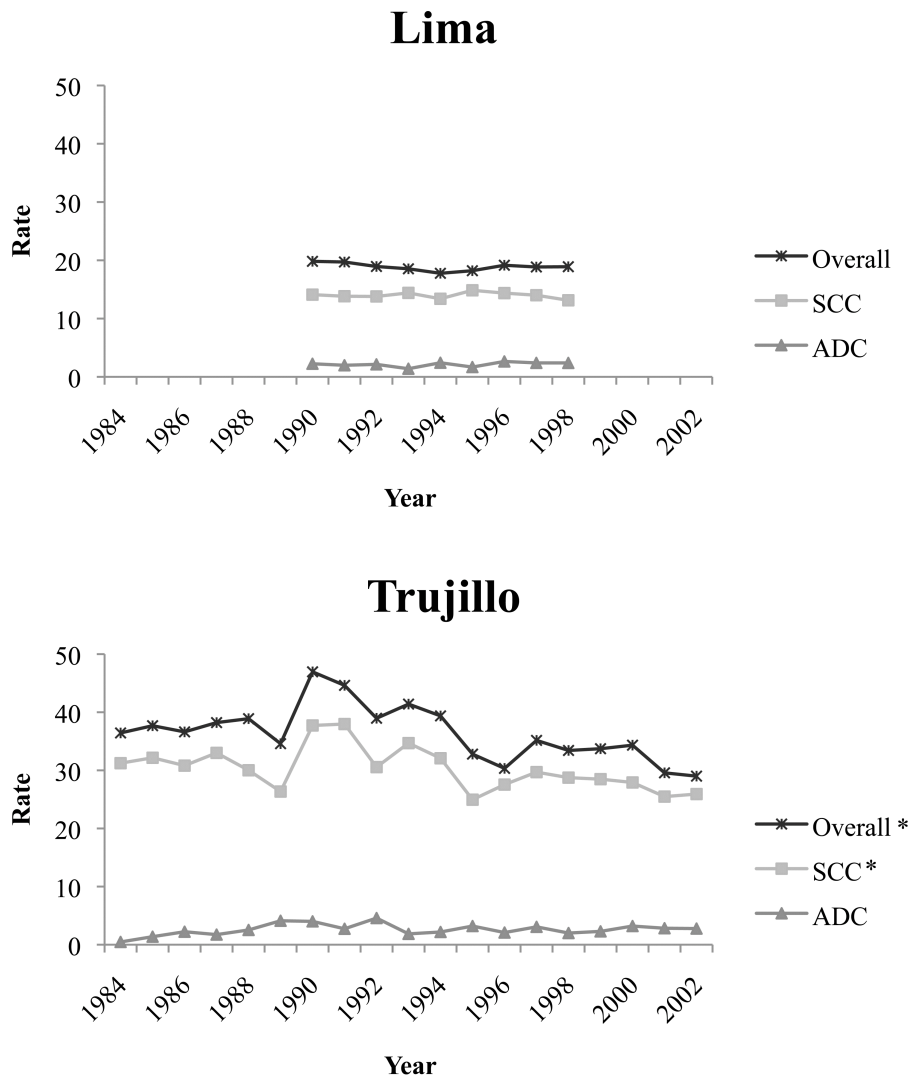 Lima
50
40
30
20
10
0
Rate
1984 1986 1988 1990 1992 1994 1996 1998 2000 2002
Year
Overall
SCC
ADC
Trujillo
50
40
30
20
10
0
Rate
1984 1986 1988 1990 1992 1994 1996 1998 2000 2002
Year
Overall *
SCC *
ADC